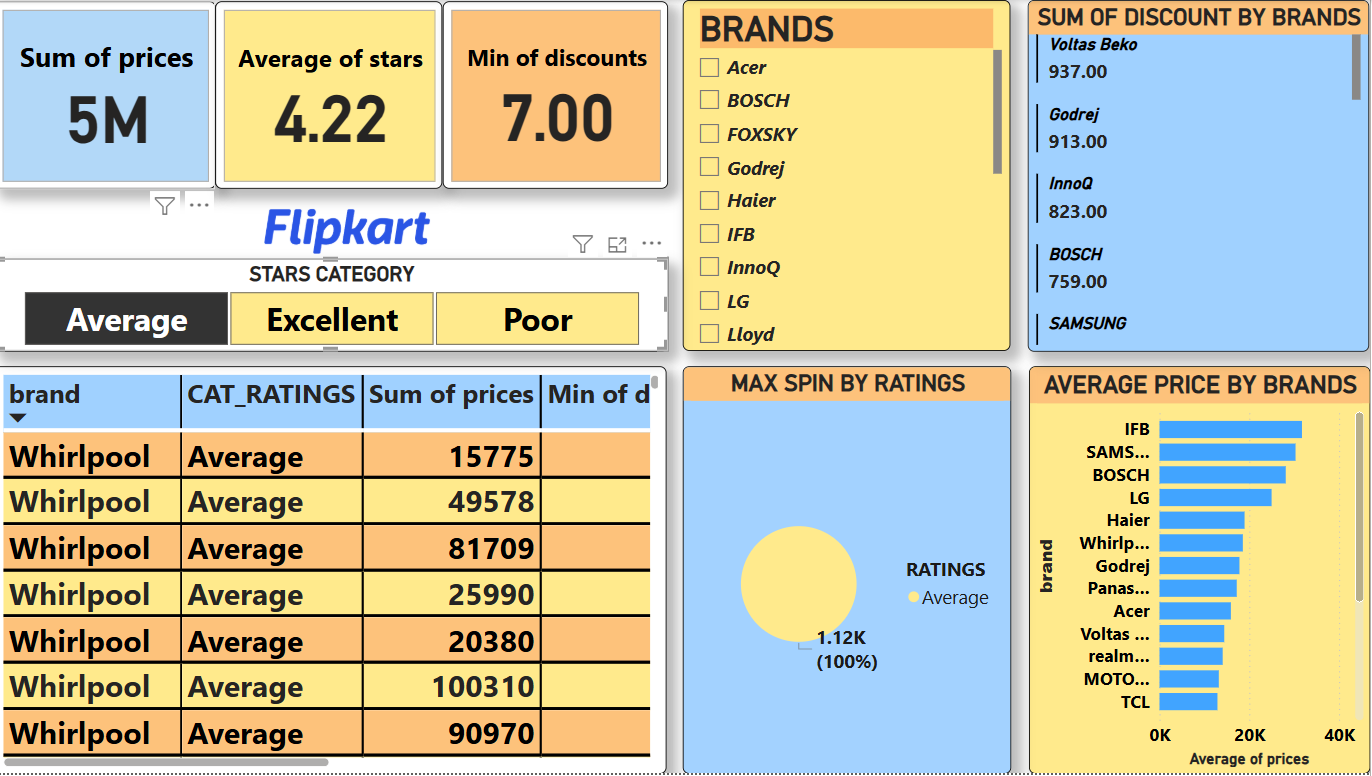 Sum of prices
5M
Average of stars
4.22
Min of discounts
7.00
Flipkart
STARS CATEGORY
Average
Excellent
Poor
BRANDS
Acer
BOSCH
FOXSKY
Godrej
Haier
IFB
InnoQ
LG
Lloyd
SUM OF DISCOUNT BY BRANDS
Voltas Beko
937.00
Godrej
913.00
InnoQ
823.00
BOSCH
759.00
SAMSUNG
brand CAT_RATINGS Sum of prices Min of d
Whirlpool Average 15775
Whirlpool Average 49578
Whirlpool Average 81709
Whirlpool Average 25990
Whirlpool Average 20380
Whirlpool Average 100310
Whirlpool Average 90970
MAX SPIN BY RATINGS
RATINGS
Average
1.12K
(100%)
AVERAGE PRICE BY BRANDS
brand
IFB
SAMS...
BOSCH
LG
Haier
Whirlp...
Godrej
Panas...
Acer
Voltas ...
realm...
MOTO...
TCL
0K 20K 40K
Average of prices